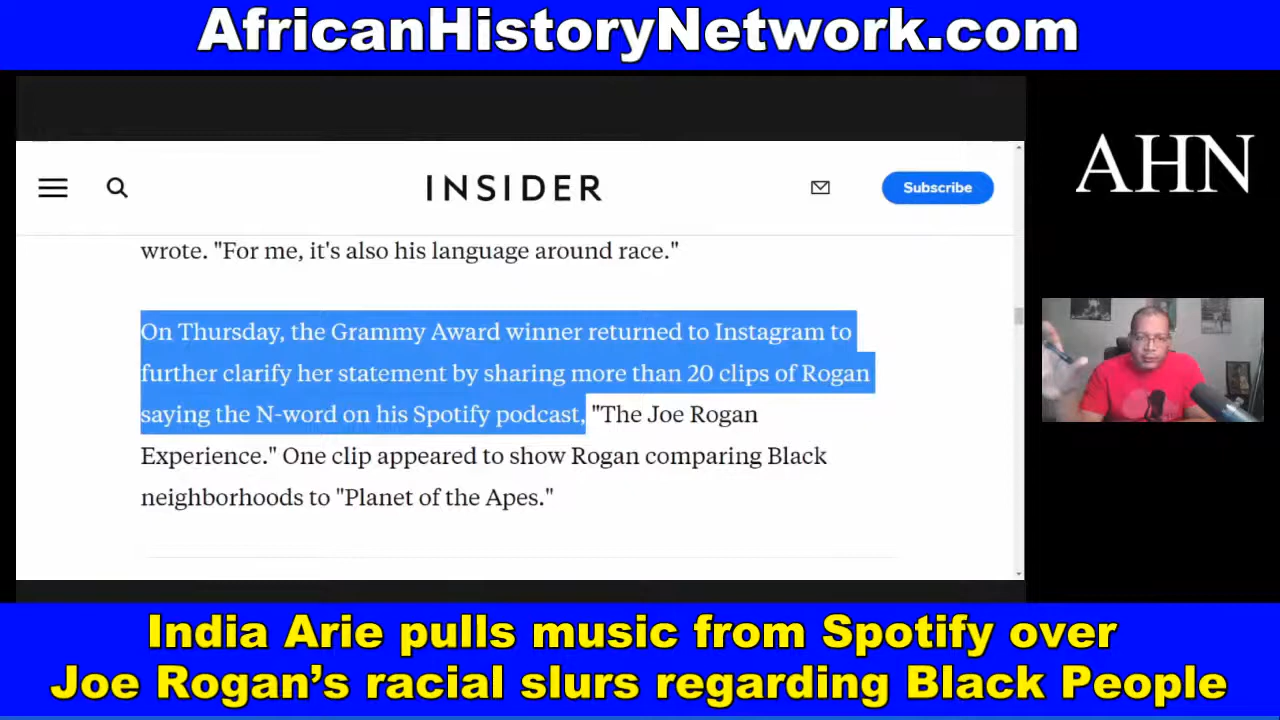 AfricanHistoryNetwork.com
AHN
INSIDER
Subscribe
wrote. "For me, it's also his language around race."
On Thursday, the Grammy Award winner returned to Instagram to
further clarify her statement by sharing more than 20 clips of Rogan
saying the N-word on his Spotify podcast, "The Joe Rogan
Experience." One clip appeared to show Rogan comparing Black
neighborhoods to "Planet of the Apes."
India Arie pulls music from Spotify over
Joe Rogan’s racial slurs regarding Black People